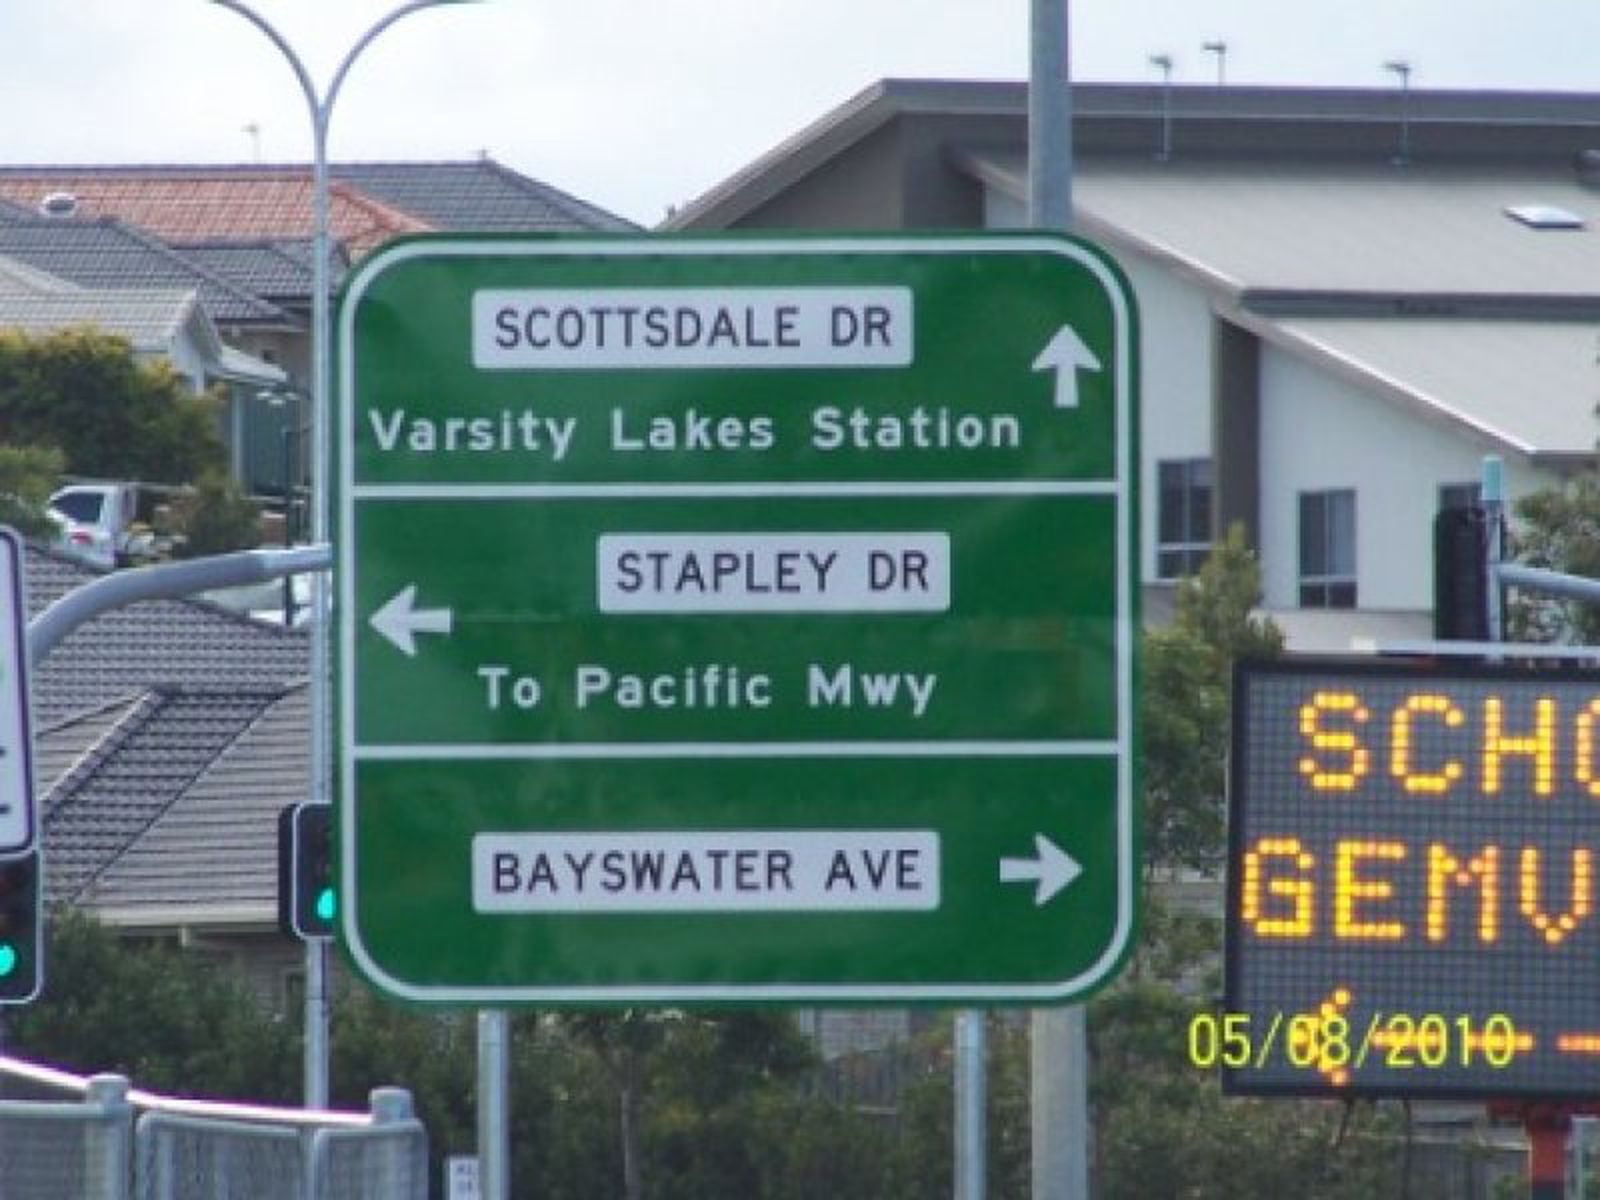 SCOTTSDALE DR
Varsity Lakes Station
STAPLEY DR
To Pacific Mwy
BAYSWATER AVE
SCHO
GEMV
05/08/2010